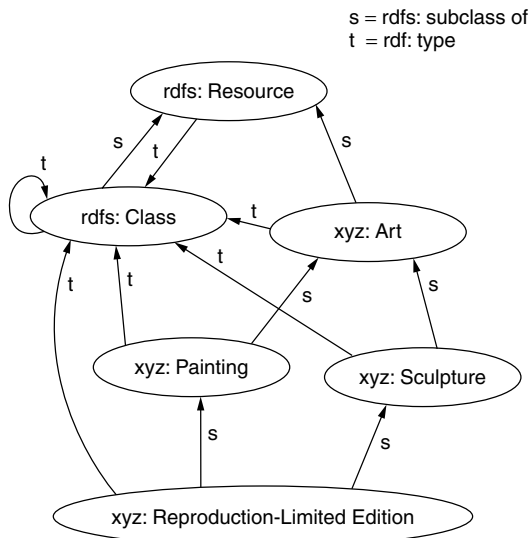 s = rdfs: subclass of
t = rdf: type
rdfs: Resource
s
t
s
t
rdfs: Class
t
xyz: Art
t
t
t
s
s
xyz: Painting
xyz: Sculpture
s
s
xyz: Reproduction-Limited Edition